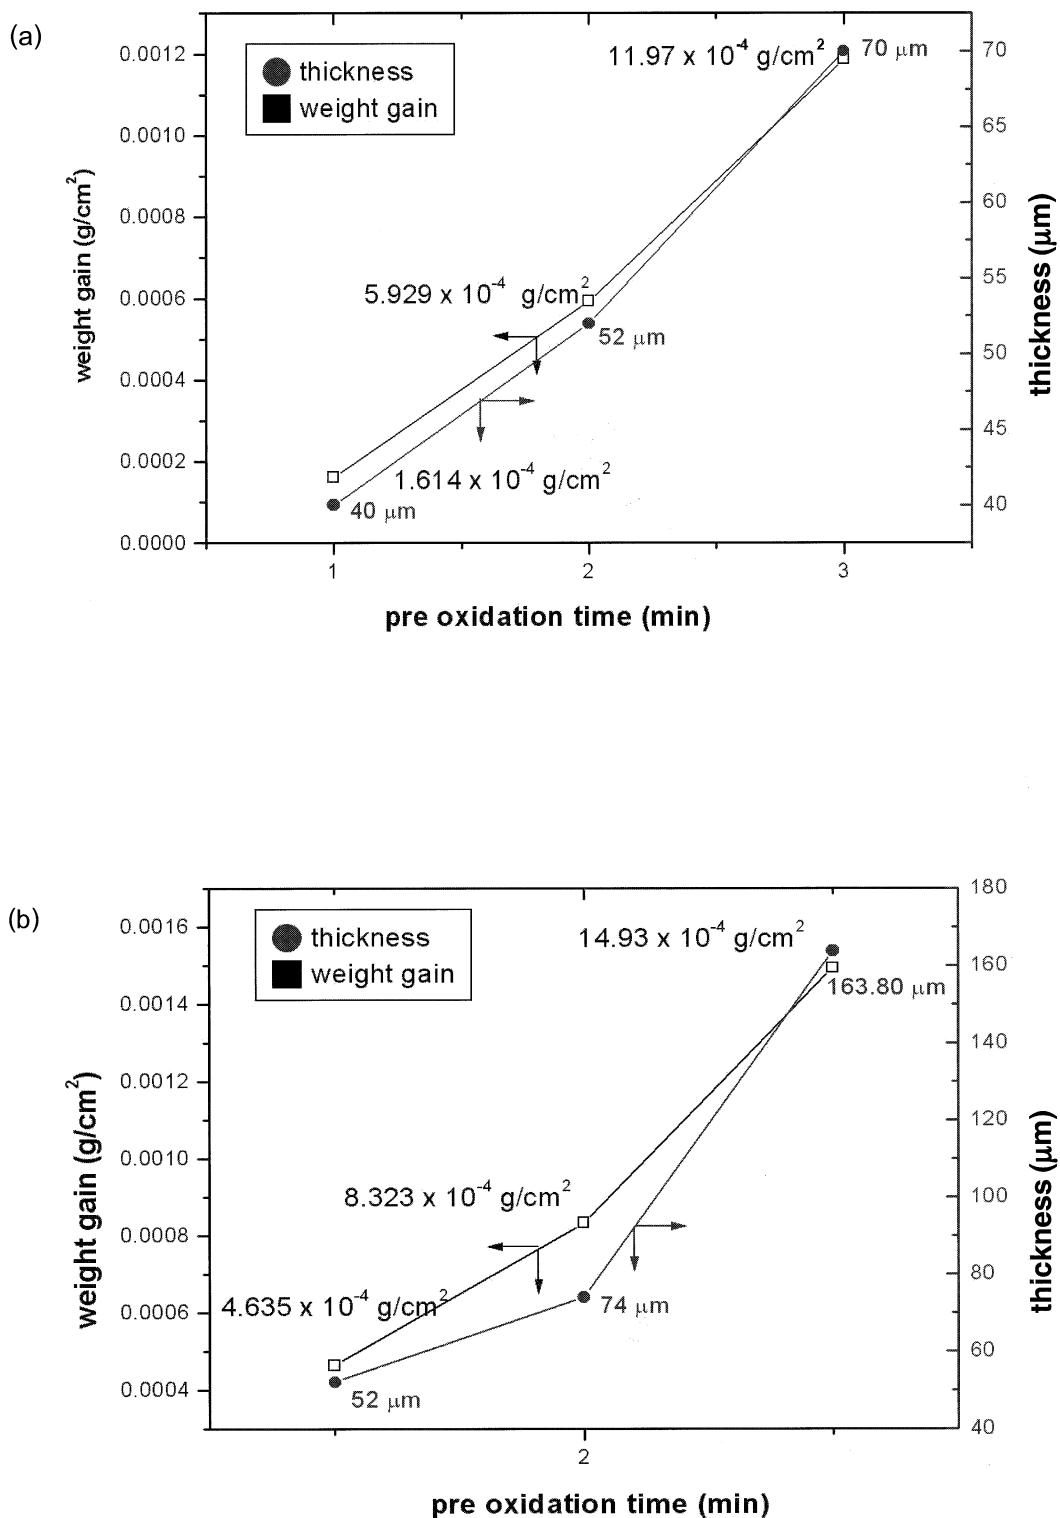 (a)
0.0012
0.0010
0.0008
0.0006
0.0004
0.0002
0.0000
weight gain (g/cm²)
thickness
weight gain
11.97 x 10⁻⁴ g/cm²
70 μm
5.929 x 10⁻⁴ g/cm²
52 μm
1.614 x 10⁻⁴ g/cm²
40 μm
70
65
60
55
50
45
40
thickness (μm)
1
2
3
pre oxidation time (min)
(b)
0.0016
0.0014
0.0012
0.0010
0.0008
0.0006
0.0004
weight gain (g/cm²)
thickness
weight gain
14.93 x 10⁻⁴ g/cm²
163.80 μm
8.323 x 10⁻⁴ g/cm²
74 μm
4.635 x 10⁻⁴ g/cm²
52 μm
180
160
140
120
100
80
60
40
thickness (μm)
2
pre oxidation time (min)